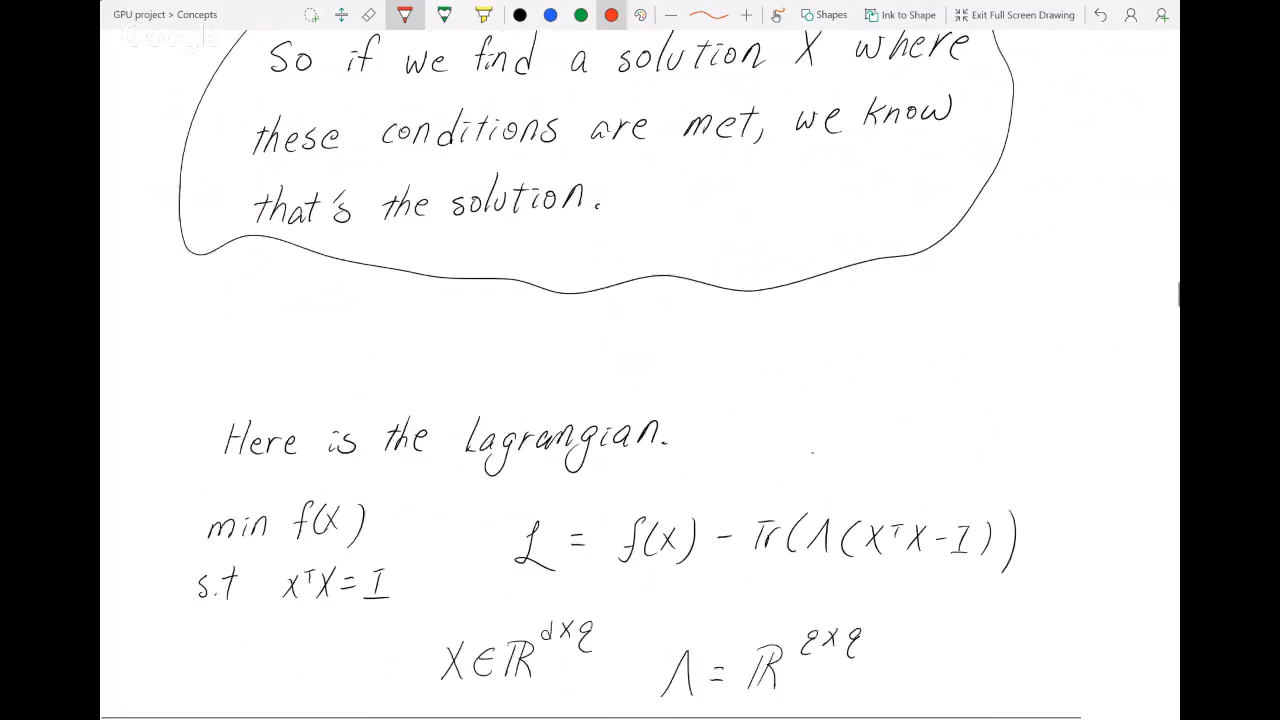 GPU project > Concepts
Shapes
Ink to Shape
Exit Full Screen Drawing
Google
So if we find a solution X where
these conditions are met, we know
that's the solution.
Here is the Lagrangian.
min f(X)
s.t X^T X = I
L = f(X) - Tr(Λ(X^T X - I))
X ∈ ℝ^{d×q} Λ = ℝ^{q×q}